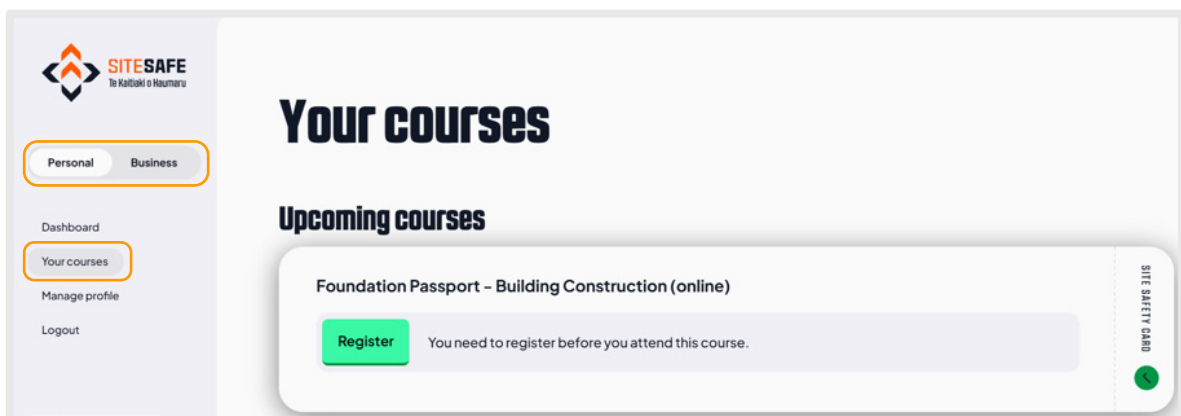 SITESAFE
Te Kaitiaki o Haumaru
Personal Business
Dashboard
Your courses
Manage profile
Logout
Your courses
Upcoming courses
Foundation Passport – Building Construction (online)
Register You need to register before you attend this course.
SITE SAFETY CARD